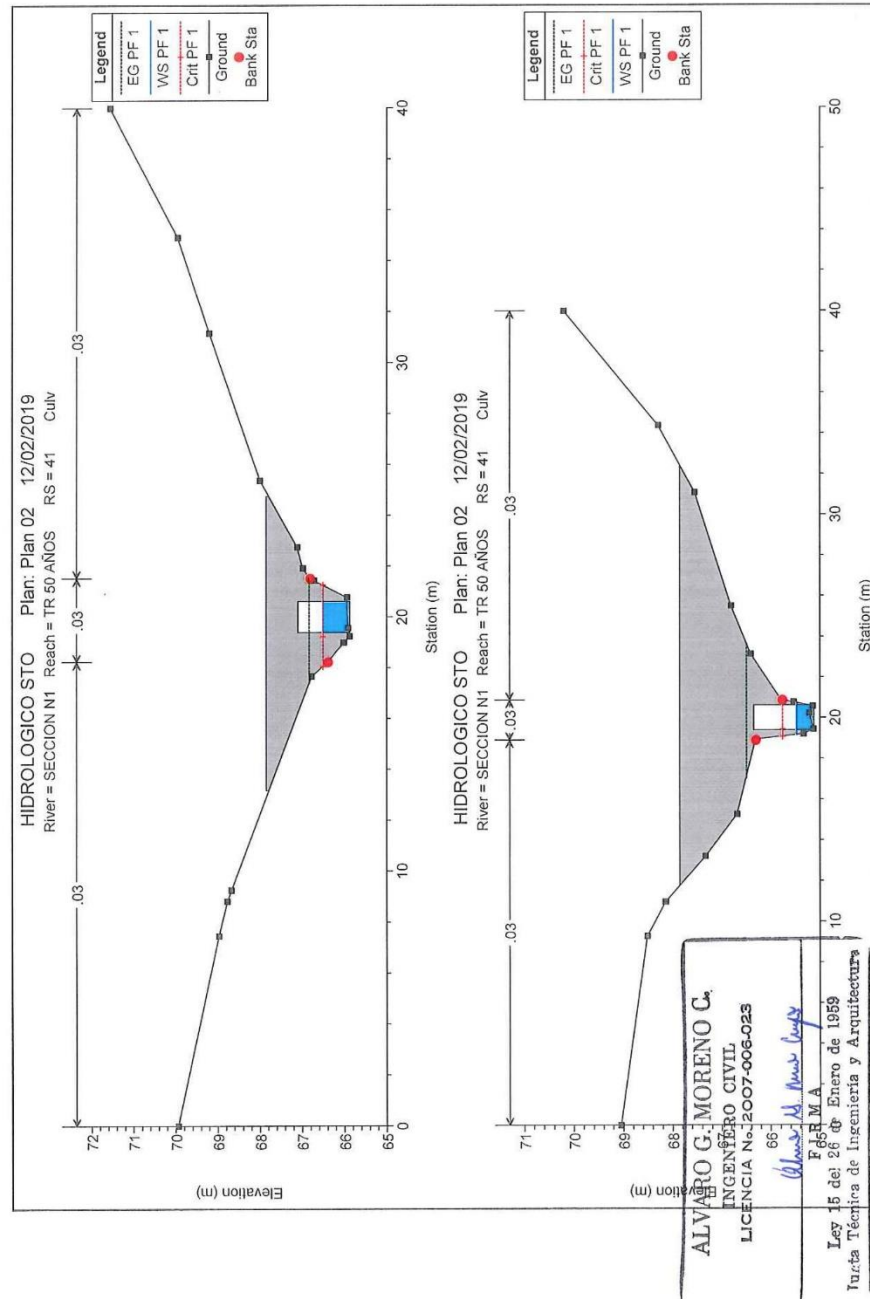 HIDROLOGICO STO Plan: Plan 02 12/02/2019
River = SECCION N1 Reach = TR 50 AÑOS RS = 41 Culv
.03
.03
.03
Legend
EG PF 1
WS PF 1
Crit PF 1
Ground
Bank Sta
72
71
70
69
68
67
66
65
Elevation (m)
0
10
20
30
40
Station (m)
HIDROLOGICO STO Plan: Plan 02 12/02/2019
River = SECCION N1 Reach = TR 50 AÑOS RS = 41 Culv
.03
.03
.03
Legend
EG PF 1
Crit PF 1
WS PF 1
Ground
Bank Sta
71
70
69
68
67
66
65
Elevation (m)
10
20
30
40
50
Station (m)
ALVARO G. MORENO C.
INGENIERO CIVIL
LICENCIA No. 2007-006-023
FIRMA
Ley 15 del 26 de Enero de 1959
Junta Técnica de Ingeniería y Arquitectura